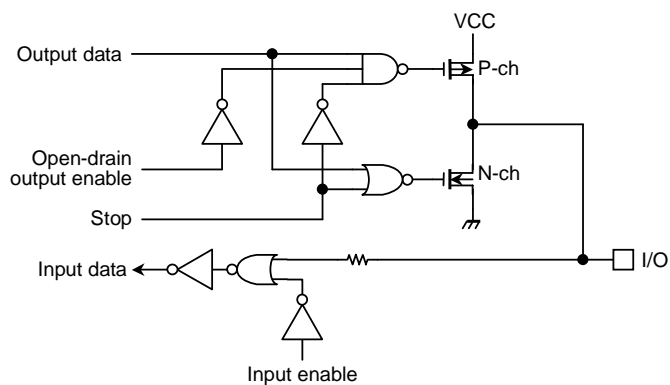 VCC
Output data
P-ch
Open-drain
output enable
N-ch
Stop
Input data
I/O
Input enable